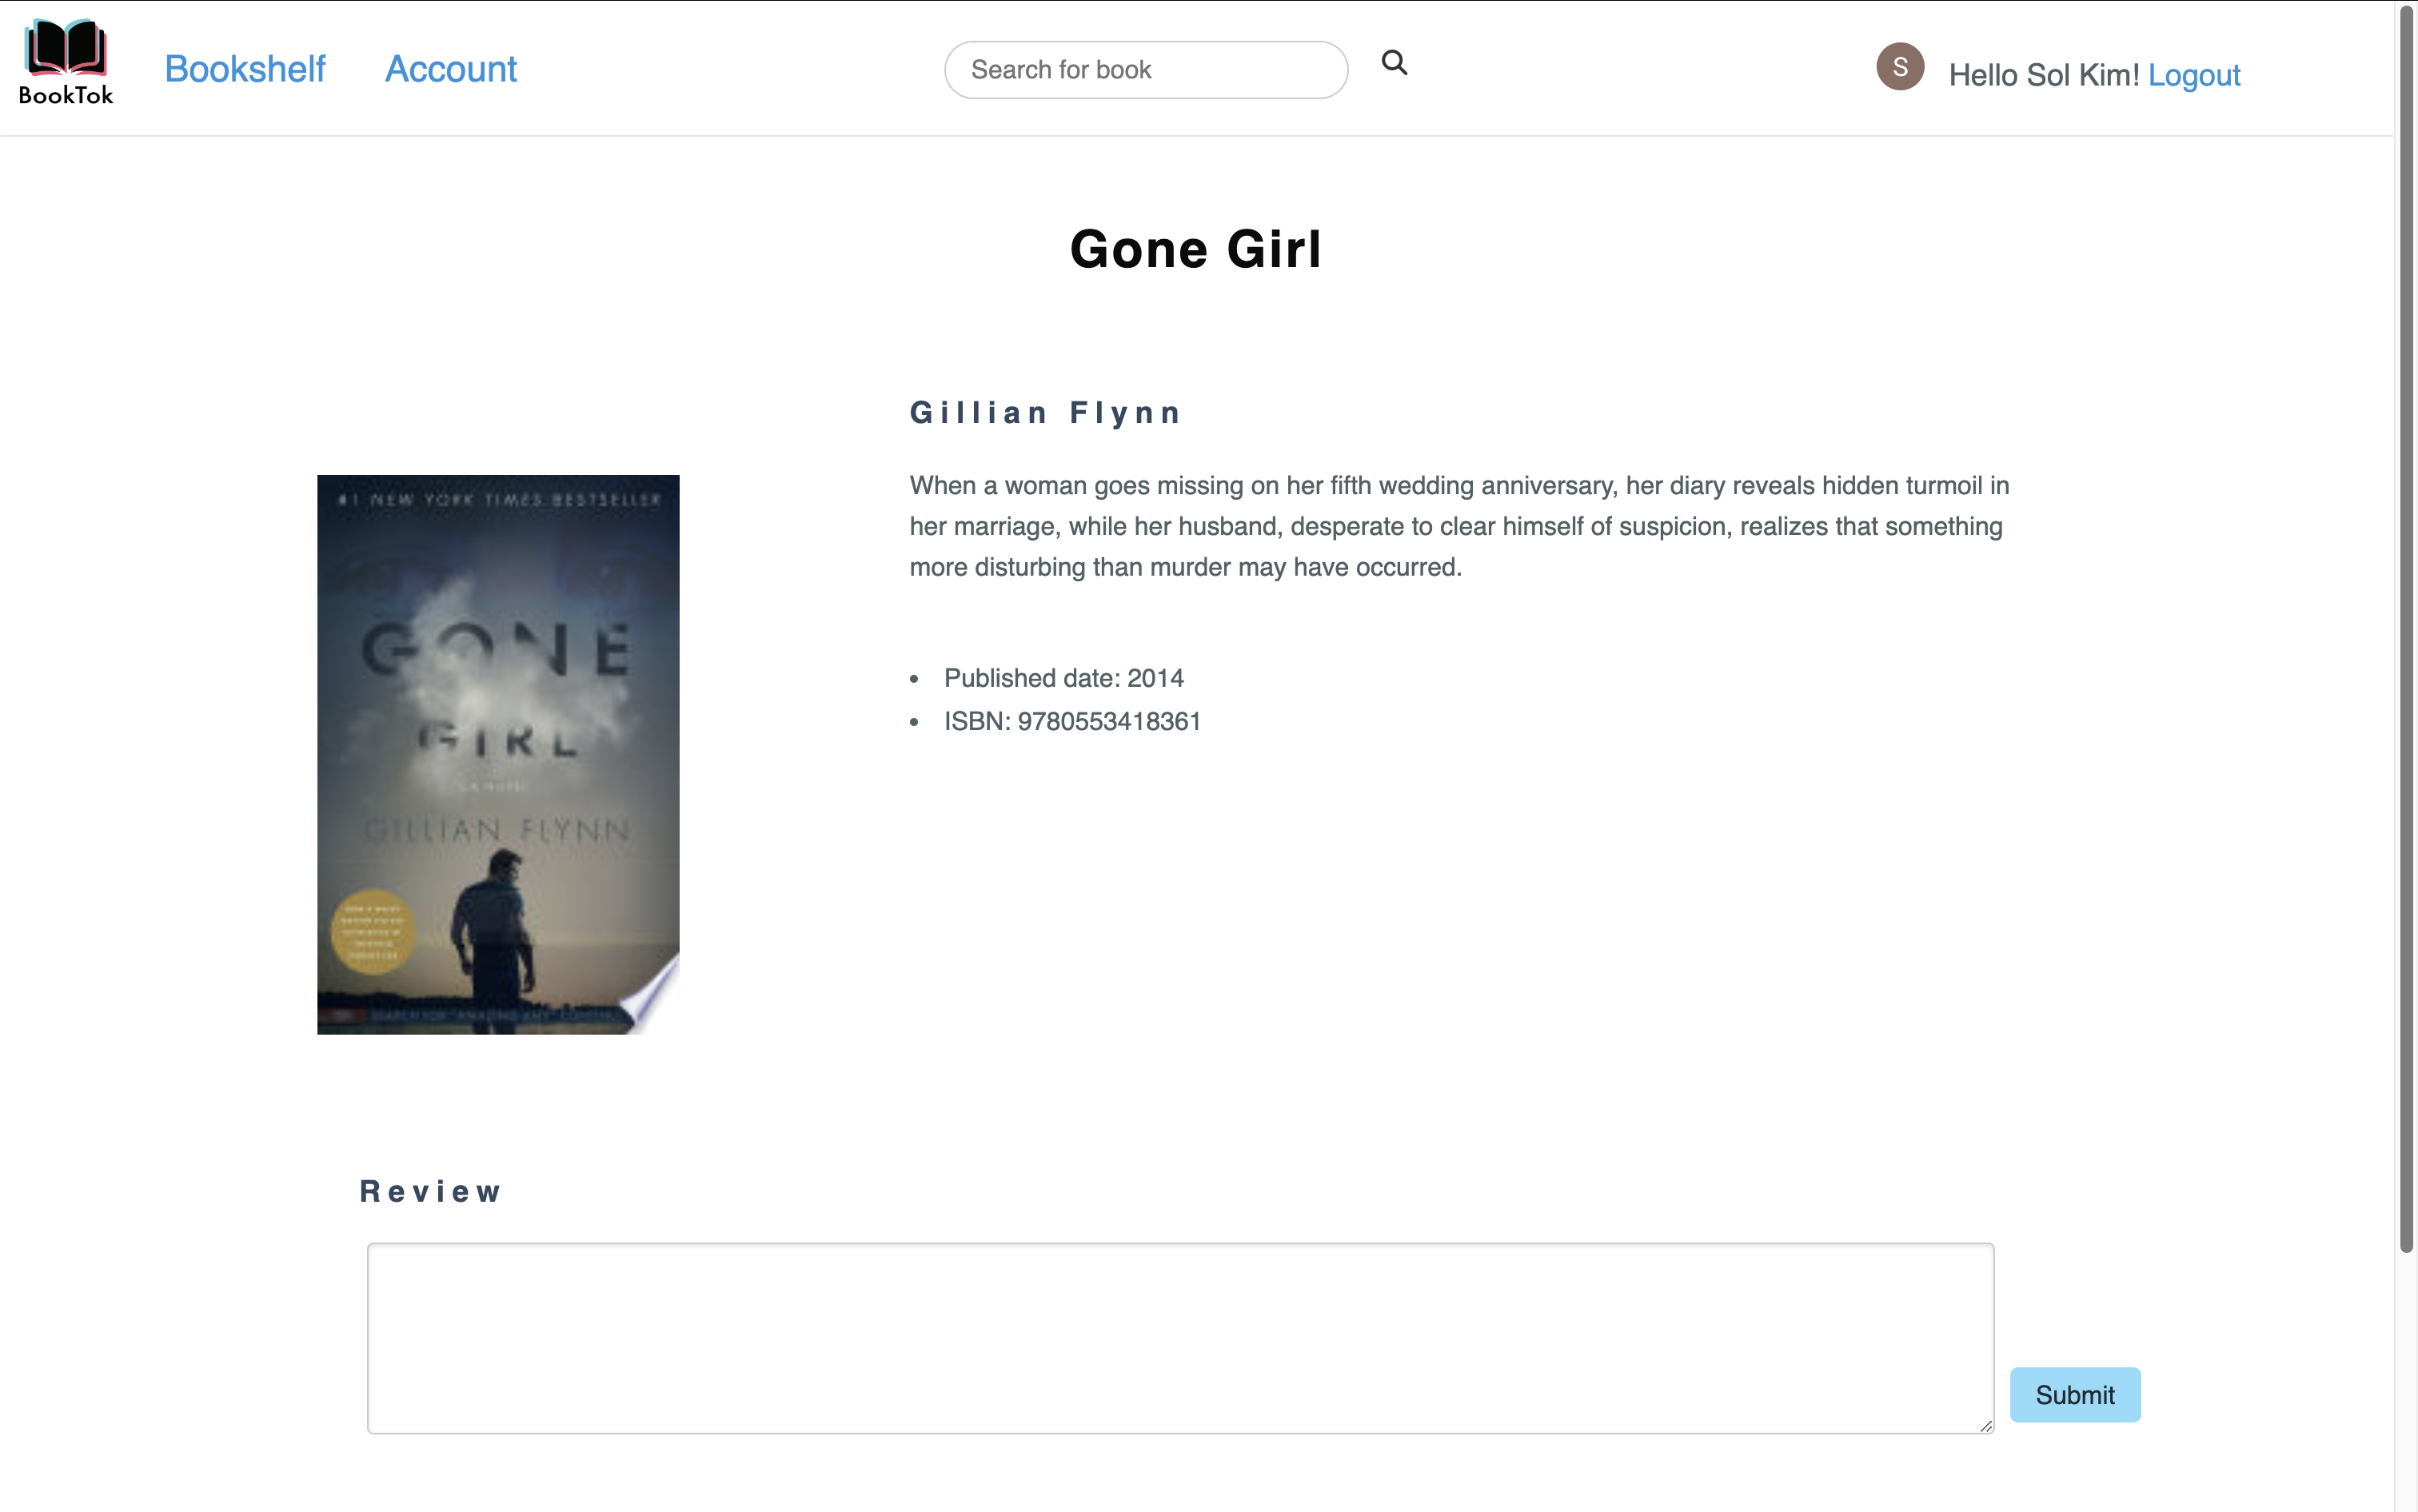 BookTok
Bookshelf
Account
Search for book
S
Hello Sol Kim! Logout
Gone Girl
Gillian Flynn
When a woman goes missing on her fifth wedding anniversary, her diary reveals hidden turmoil in
her marriage, while her husband, desperate to clear himself of suspicion, realizes that something
more disturbing than murder may have occurred.
Published date: 2014
ISBN: 9780553418361
#1 NEW YORK TIMES BESTSELLER
GONE
GIRL
A NOVEL
GILLIAN FLYNN
Review
Submit